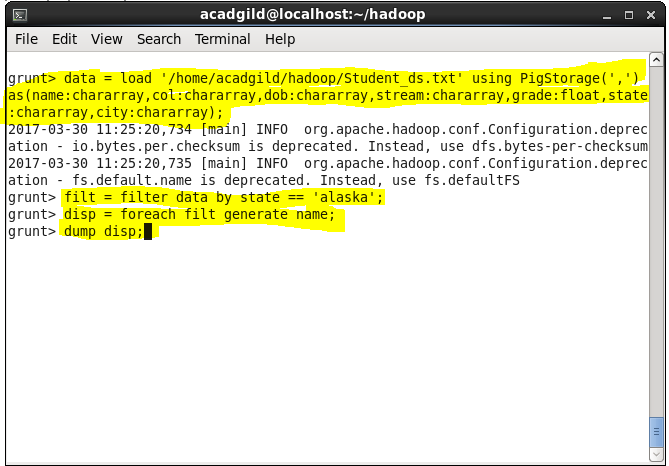 acadgild@localhost:~/hadoop
File Edit View Search Terminal Help
grunt> data = load '/home/acadgild/hadoop/Student_ds.txt' using PigStorage(',')
as(name:chararray,col:chararray,dob:chararray,stream:chararray,grade:float,state
:chararray,city:chararray);
2017-03-30 11:25:20,734 [main] INFO  org.apache.hadoop.conf.Configuration.deprec
ation - io.bytes.per.checksum is deprecated. Instead, use dfs.bytes-per-checksum
2017-03-30 11:25:20,735 [main] INFO  org.apache.hadoop.conf.Configuration.deprec
ation - fs.default.name is deprecated. Instead, use fs.defaultFS
grunt> filt = filter data by state == 'alaska';
grunt> disp = foreach filt generate name;
grunt> dump disp;